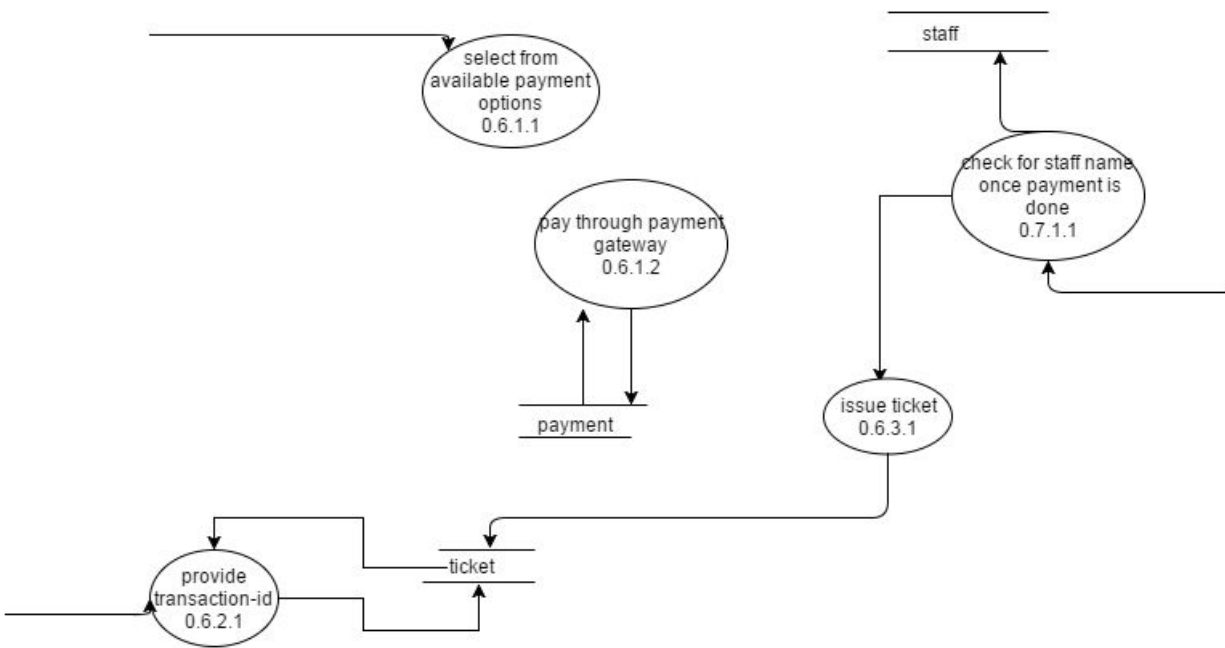 staff
select from
available payment
options
0.6.1.1
check for staff name
once payment is
done
0.7.1.1
pay through payment
gateway
0.6.1.2
issue ticket
0.6.3.1
payment
ticket
provide
transaction-id
0.6.2.1